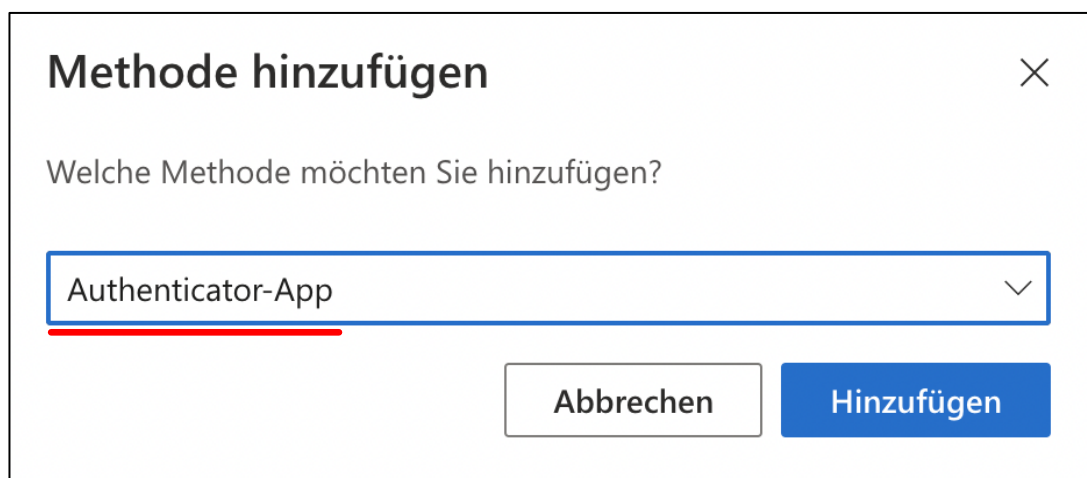 Methode hinzufügen
Welche Methode möchten Sie hinzufügen?
Authenticator-App
Abbrechen
Hinzufügen